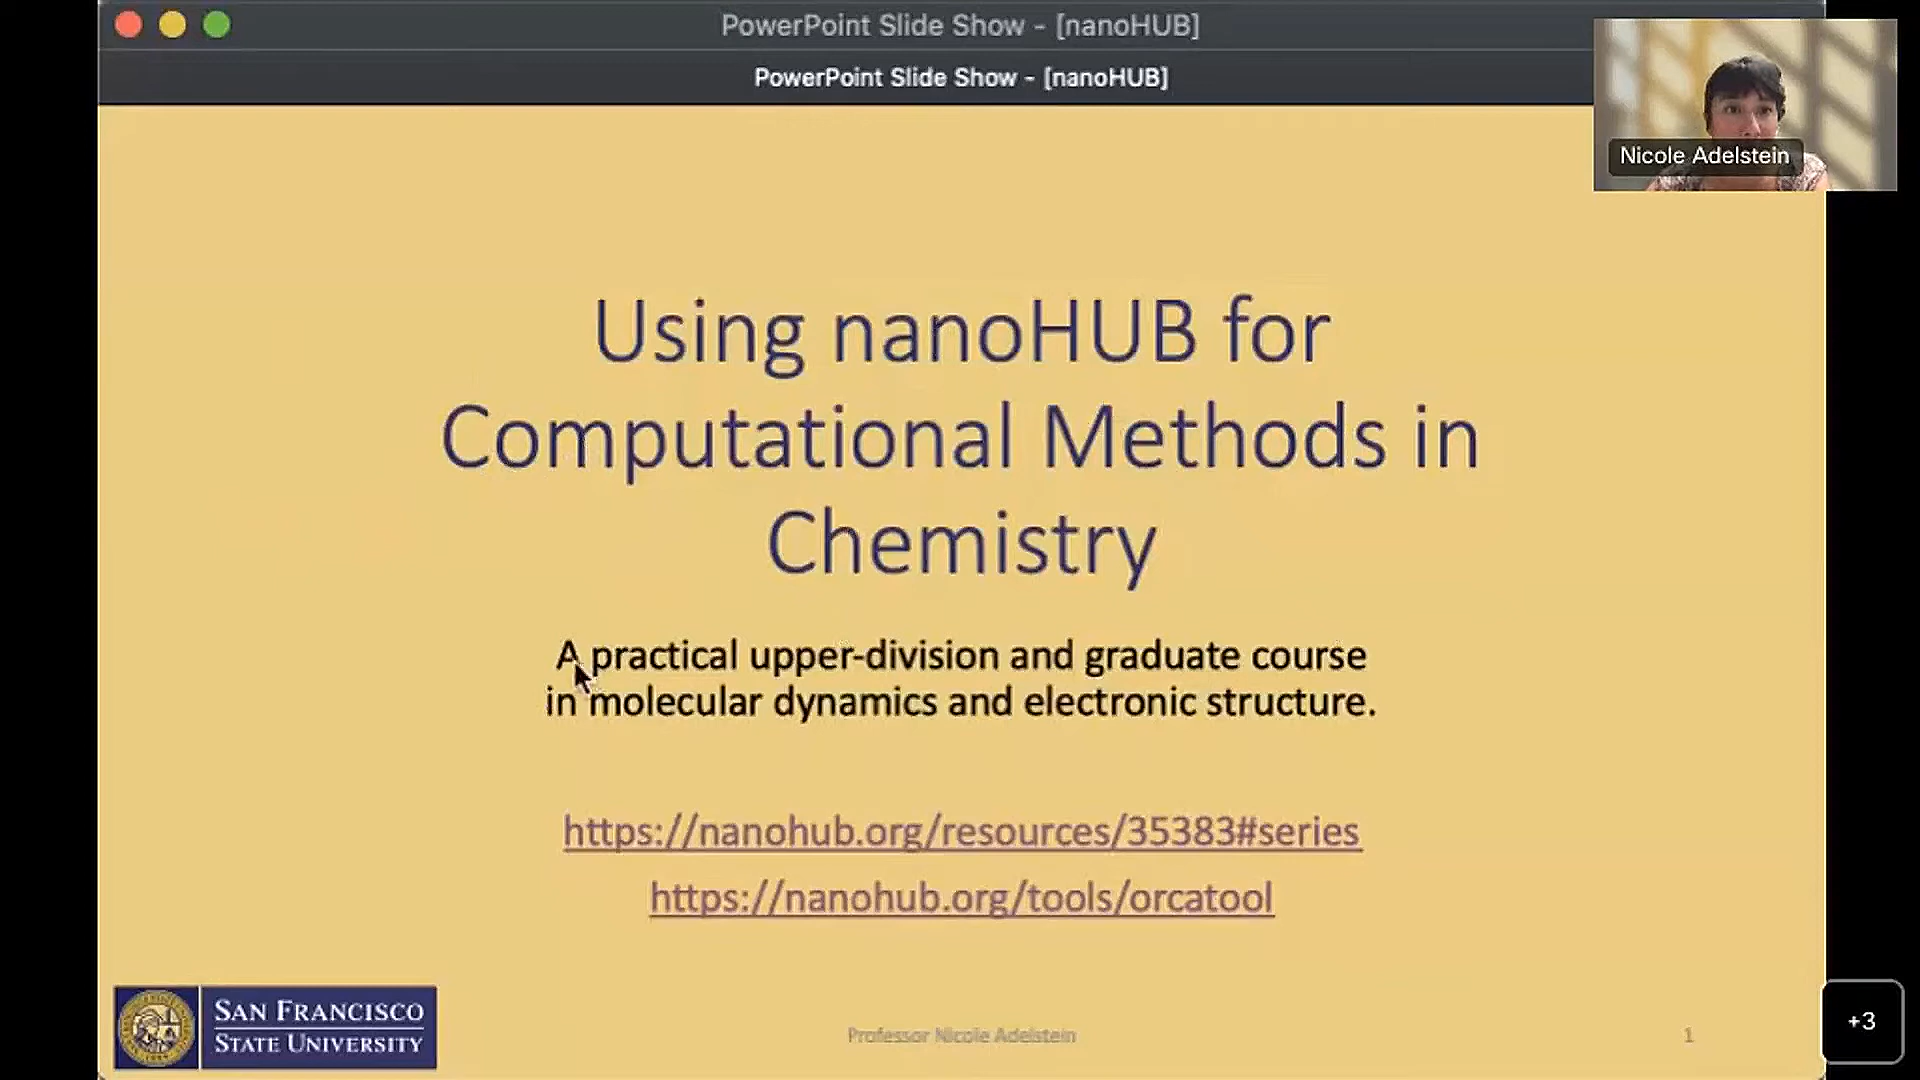 PowerPoint Slide Show - [nanoHUB]
PowerPoint Slide Show - [nanoHUB]
Nicole Adelstein
Using nanoHUB for
Computational Methods in
Chemistry
A practical upper-division and graduate course
in molecular dynamics and electronic structure.
https://nanohub.org/resources/35383#series
https://nanohub.org/tools/orcatool
SAN FRANCISCO
STATE UNIVERSITY
Professor Nicole Adelstein
1
+3